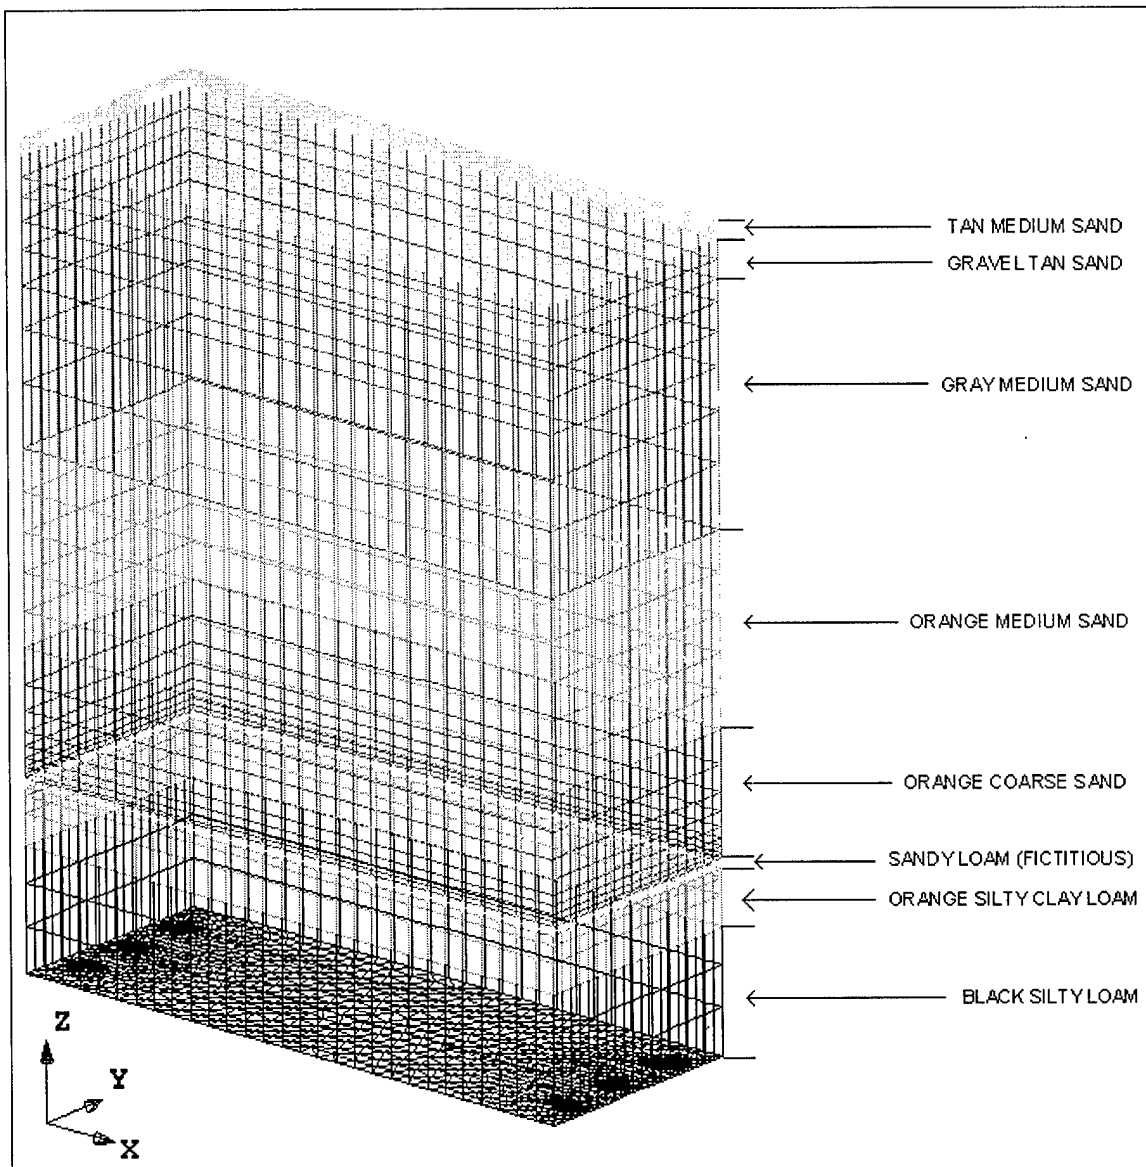 TAN MEDIUM SAND
GRAVEL TAN SAND
GRAY MEDIUM SAND
ORANGE MEDIUM SAND
ORANGE COARSE SAND
SANDY LOAM (FICTITIOUS)
ORANGE SILTY CLAY LOAM
BLACK SILTY LOAM
Z
Y
X